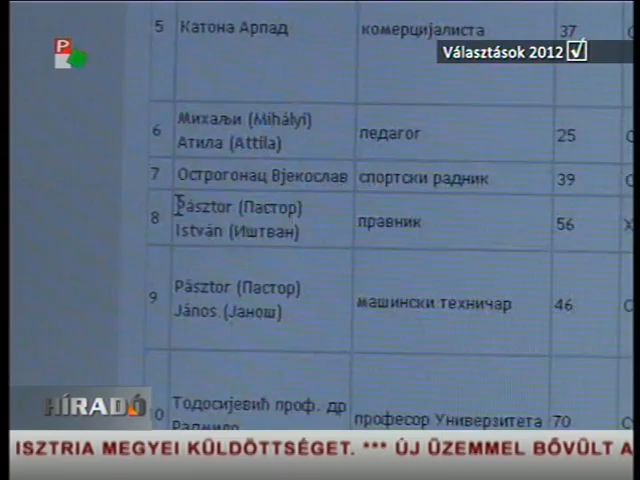 5 Катона Арпад комерцијалиста 37
Választások 2012
P
6 Михаљи (Mihályi) Атила (Attila) педагог 25
7 Острогонац Вјекослав спортски радник 39
8 Pásztor (Пастор) István (Иштван) правник 56
9 Pásztor (Пастор) János (Јанош) машински техничар 46
0 Тодосијевић проф. др професор Универзитета 70
HÍRADÓ
ISZTRIA MEGYEI KÜLDÖTTSÉGET. *** ÚJ ÜZEMMEL BŐVÜLT A